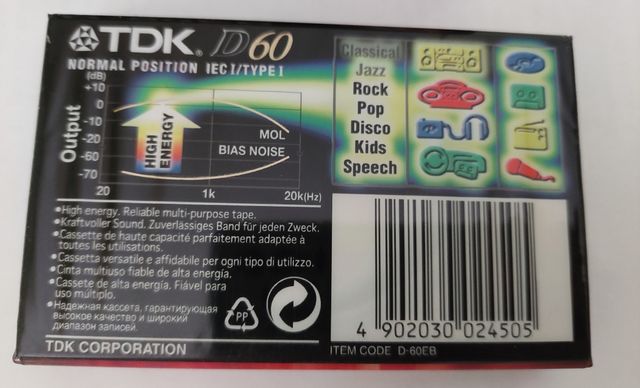 TDK® D60
NORMAL POSITION IEC I/TYPE I
(dB)
+10
0
-10
-20
-60
-70
Output
HIGH ENERGY
MOL
BIAS NOISE
20 1k 20k(Hz)
Classical
Jazz
Rock
Pop
Disco
Kids
Speech
•High energy. Reliable multi-purpose tape.
•Kraftvoller Sound. Zuverlässiges Band für jeden Zweck.
•Cassette de haute capacité parfaitement adaptée à
toutes les utilisations.
•Cassetta versatile e affidabile per ogni tipo di utilizzo.
•Cinta multiuso fiable de alta energía.
•Cassete de alta energia. Fiável para
uso múltiplo.
•Надежная кассета, гарантирующая
высокое качество и широкий
диапазон записей.
PP
4 902030 024505
TDK CORPORATION
ITEM CODE D-60EB